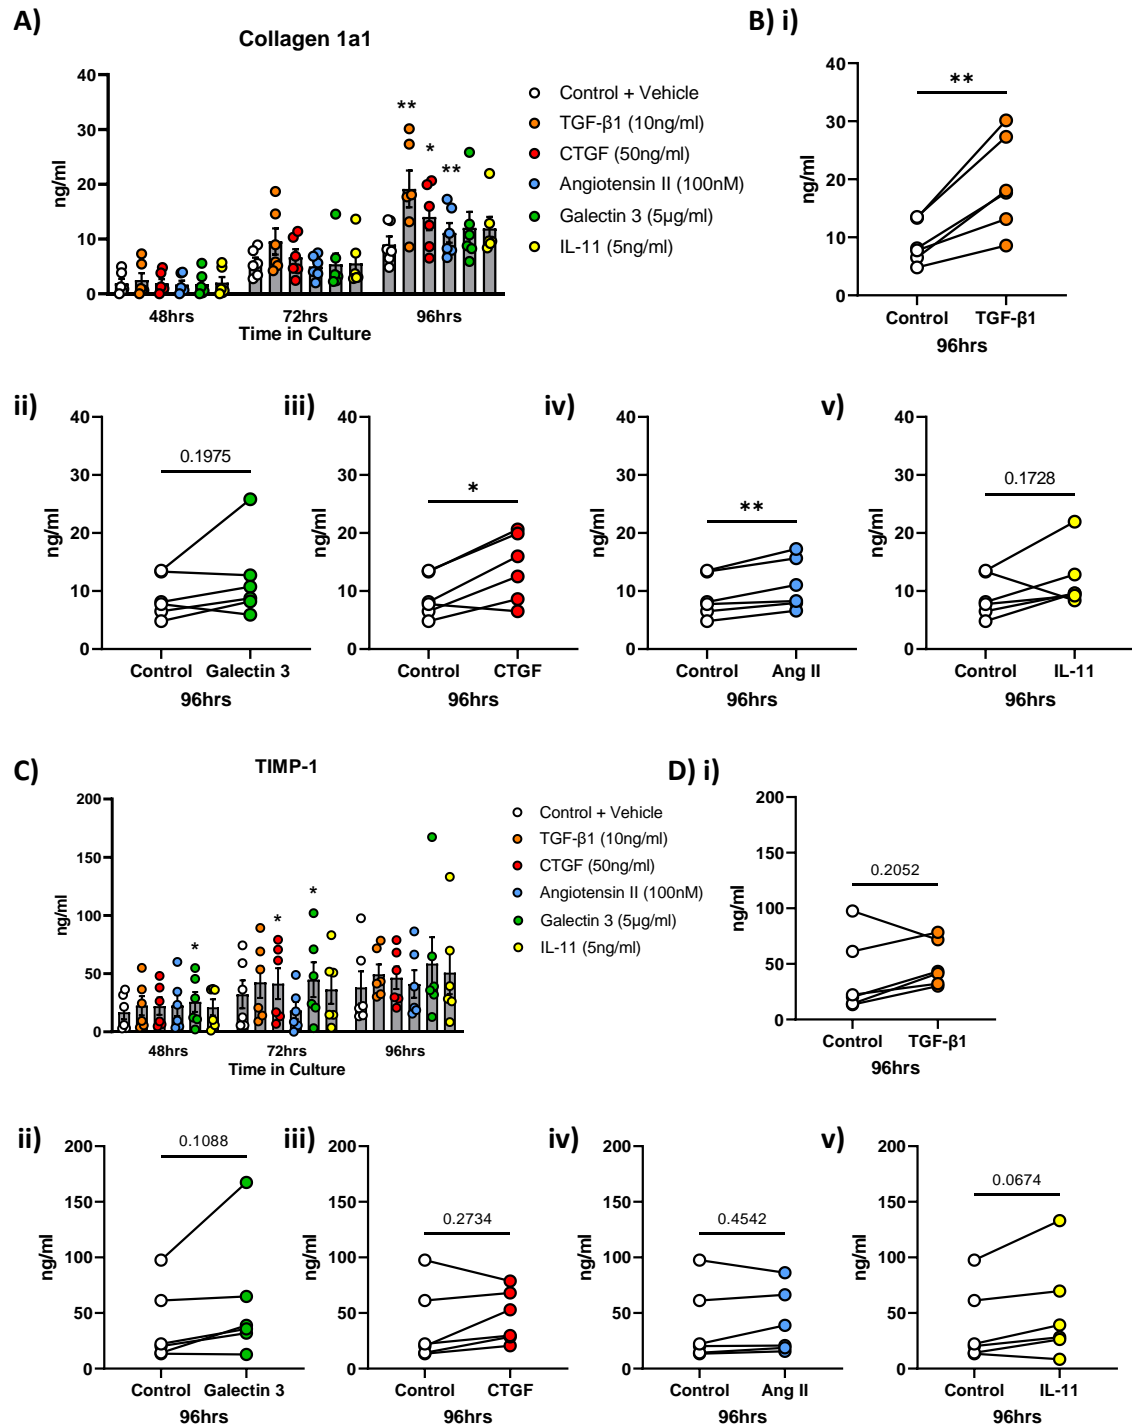 A)
Collagen 1a1
40
30
20
10
0
ng/ml
**
*
**
48hrs
72hrs
96hrs
Time in Culture
Control + Vehicle
TGF-β1 (10ng/ml)
CTGF (50ng/ml)
Angiotensin II (100nM)
Galectin 3 (5μg/ml)
IL-11 (5ng/ml)
B) i)
40
30
20
10
0
ng/ml
**
Control TGF-β1
96hrs
ii)
40
30
20
10
0
ng/ml
0.1975
Control Galectin 3
96hrs
iii)
40
30
20
10
0
ng/ml
*
Control CTGF
96hrs
iv)
40
30
20
10
0
ng/ml
**
Control Ang II
96hrs
v)
40
30
20
10
0
ng/ml
0.1728
Control IL-11
96hrs
C)
TIMP-1
200
150
100
50
0
ng/ml
*
*
*
48hrs
72hrs
96hrs
Time in Culture
Control + Vehicle
TGF-β1 (10ng/ml)
CTGF (50ng/ml)
Angiotensin II (100nM)
Galectin 3 (5μg/ml)
IL-11 (5ng/ml)
D) i)
200
150
100
50
0
ng/ml
0.2052
Control TGF-β1
96hrs
ii)
200
150
100
50
0
ng/ml
0.1088
Control Galectin 3
96hrs
iii)
200
150
100
50
0
ng/ml
0.2734
Control CTGF
96hrs
iv)
200
150
100
50
0
ng/ml
0.4542
Control Ang II
96hrs
v)
200
150
100
50
0
ng/ml
0.0674
Control IL-11
96hrs